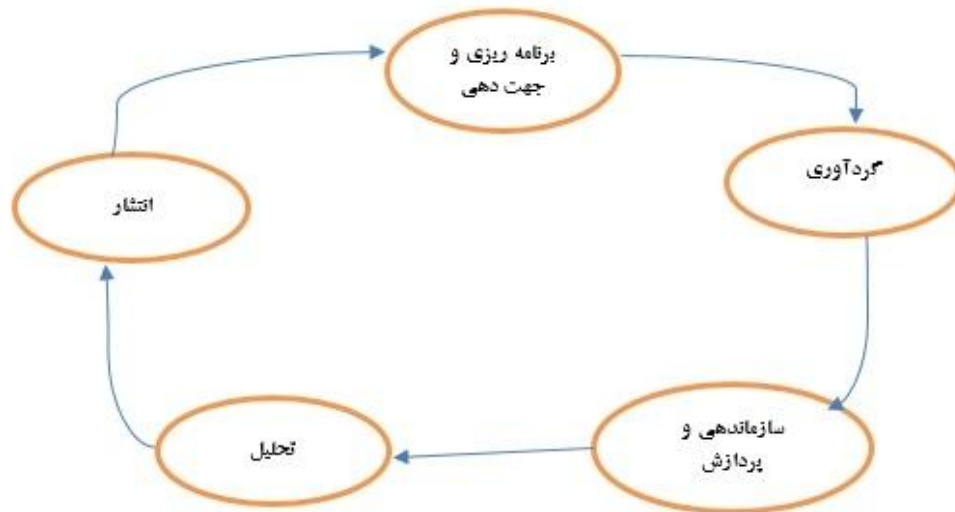 برنامه ریزی و
جهت دهی
گردآوری
سازماندهی و
پردازش
تحلیل
انتشار